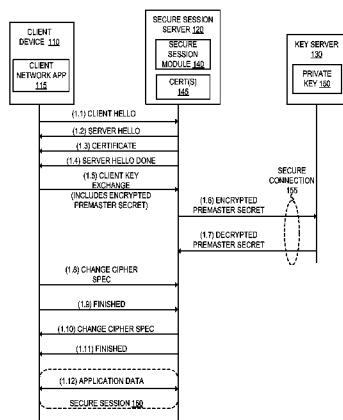 CLIENT
DEVICE 110
CLIENT
NETWORK APP
115
SECURE SESSION
SERVER 120
SECURE
SESSION
MODULE 140
CERT(S)
145
KEY SERVER
130
PRIVATE
KEY 150
(1.1) CLIENT HELLO
(1.2) SERVER HELLO
(1.3) CERTIFICATE
(1.4) SERVER HELLO DONE
(1.5) CLIENT KEY
EXCHANGE
(INCLUDES ENCRYPTED
PREMASTER SECRET)
SECURE
CONNECTION
155
(1.6) ENCRYPTED
PREMASTER SECRET
(1.7) DECRYPTED
PREMASTER SECRET
(1.8) CHANGE CIPHER
SPEC
(1.9) FINISHED
(1.10) CHANGE CIPHER SPEC
(1.11) FINISHED
(1.12) APPLICATION DATA
SECURE SESSION